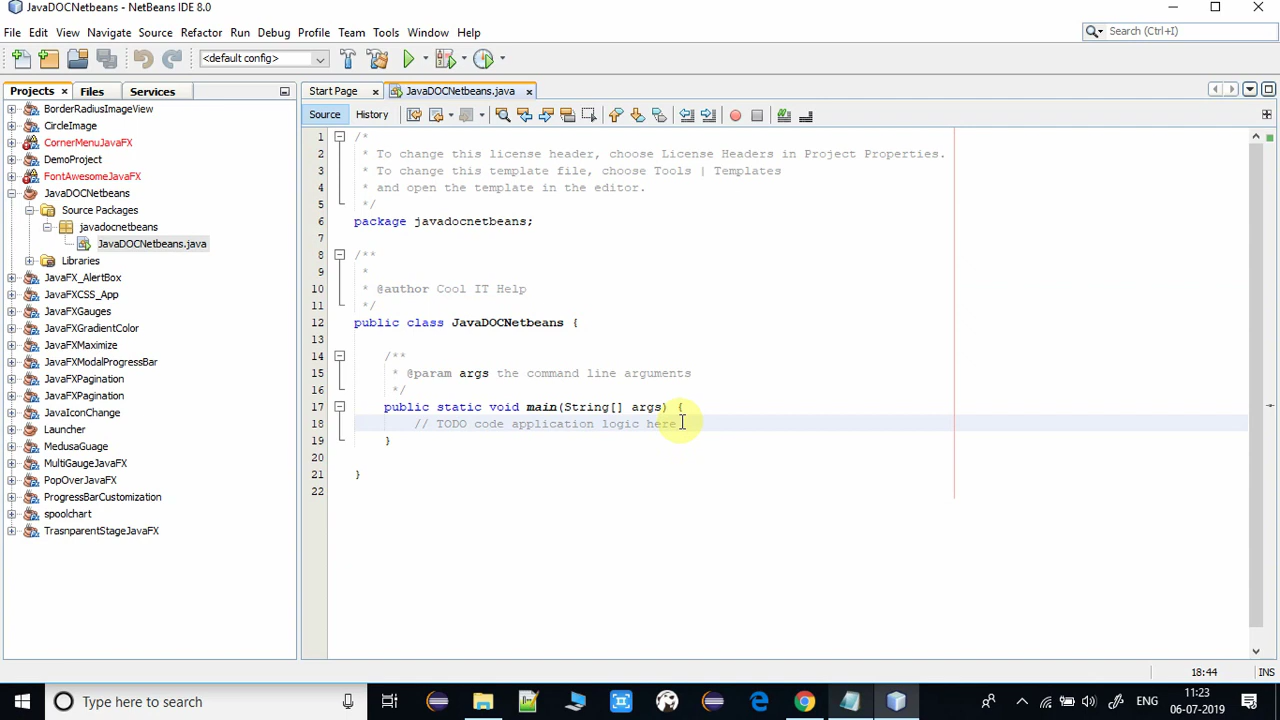 JavaDOCNetbeans - NetBeans IDE 8.0
File Edit View Navigate Source Refactor Run Debug Profile Team Tools Window Help
Search (Ctrl+I)
<default config>
Projects Files Services
Start Page JavaDOCNetbeans.java
Source History
BorderRadiusImageView
CircleImage
CornerMenuJavaFX
DemoProject
FontAwesomeJavaFX
JavaDOCNetbeans
Source Packages
javadocnetbeans
JavaDOCNetbeans.java
Libraries
JavaFX_AlertBox
JavaFXCSS_App
JavaFXGauges
JavaFXGradientColor
JavaFXMaximize
JavaFXModalProgressBar
JavaFXPagination
JavaFXPagination
JavaIconChange
Launcher
MedusaGuage
MultiGaugeJavaFX
PopOverJavaFX
ProgressBarCustomization
spoolchart
TrasnparentStageJavaFX
1 /*
2 * To change this license header, choose License Headers in Project Properties.
3 * To change this template file, choose Tools | Templates
4 * and open the template in the editor.
5 */
6 package javadocnetbeans;
7
8 /**
9 *
10 * @author Cool IT Help
11 */
12 public class JavaDOCNetbeans {
13
14 /**
15 * @param args the command line arguments
16 */
17 public static void main(String[] args) {
18 // TODO code application logic here
19 }
20
21 }
22
18:44 INS
Type here to search
ENG
11:23
06-07-2019